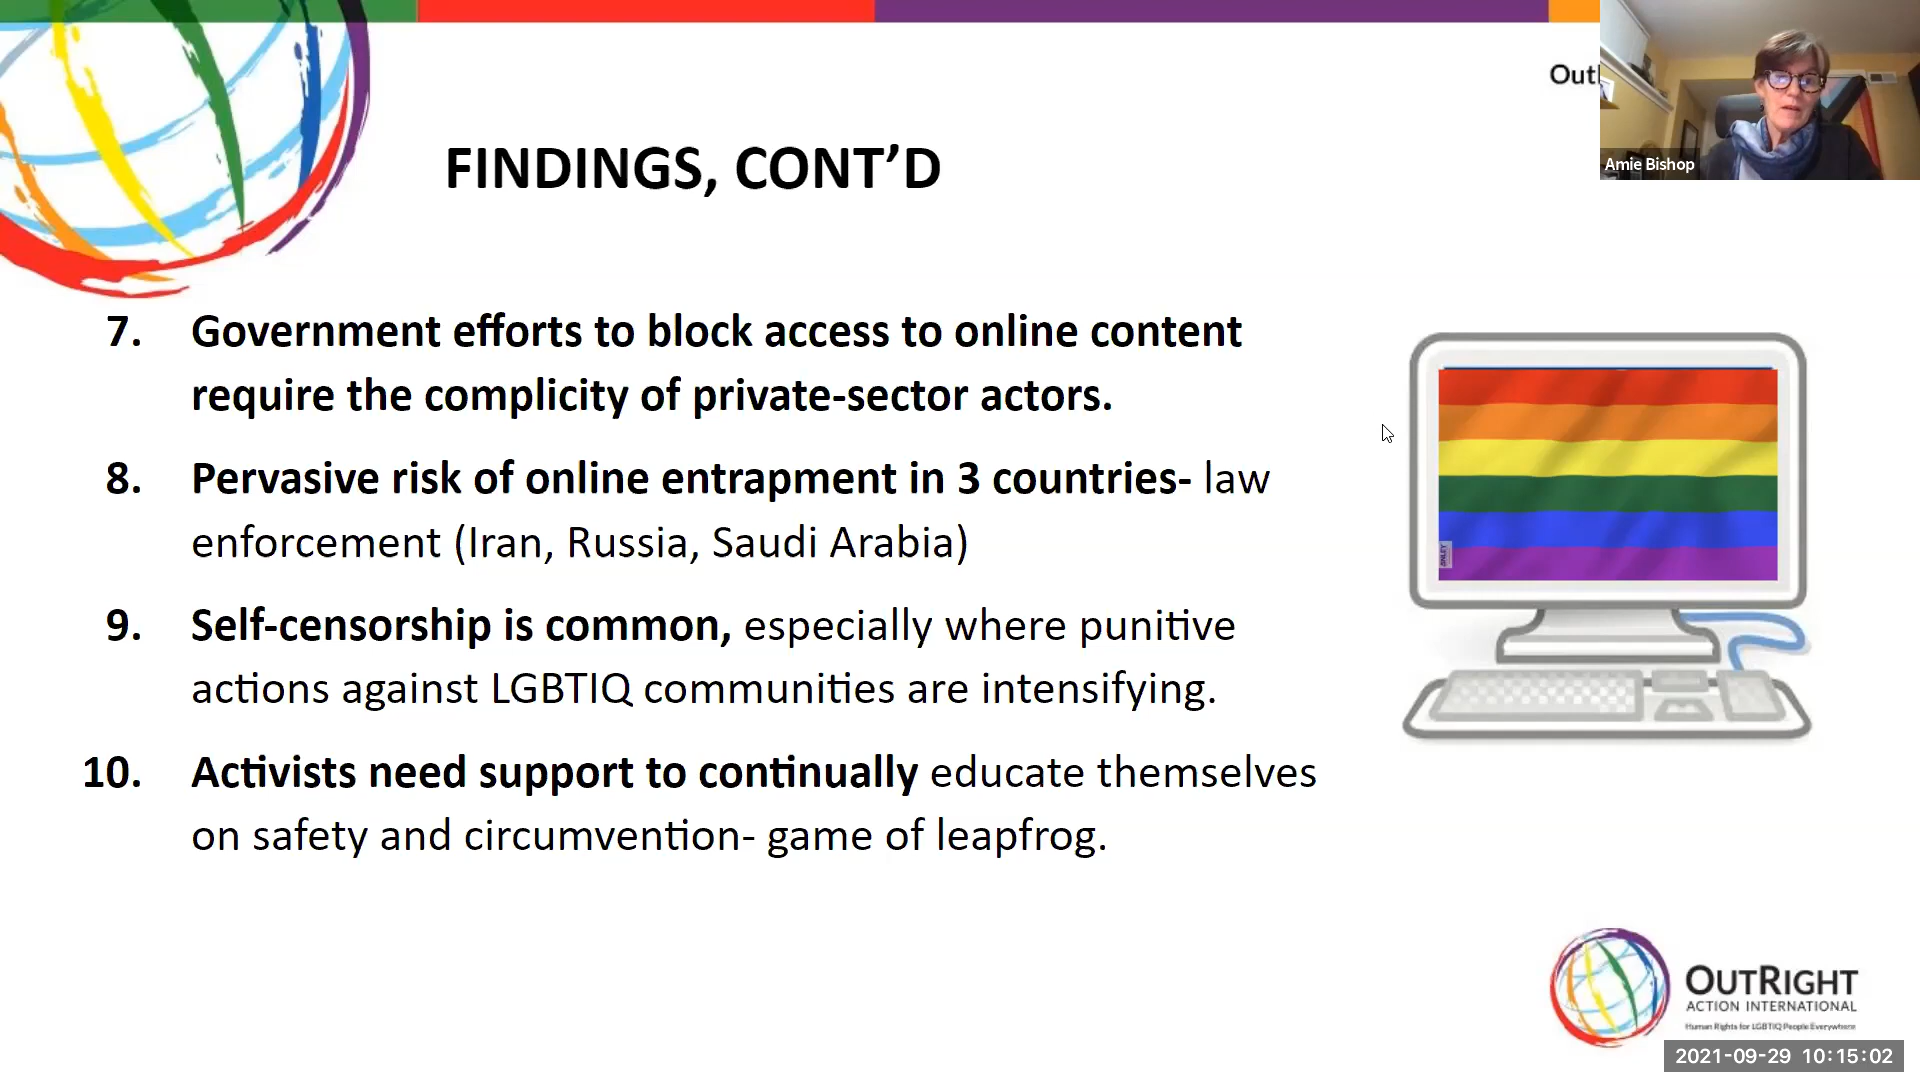 Out
Amie Bishop
FINDINGS, CONT’D
7. Government efforts to block access to online content
require the complicity of private-sector actors.
8. Pervasive risk of online entrapment in 3 countries- law
enforcement (Iran, Russia, Saudi Arabia)
9. Self-censorship is common, especially where punitive
actions against LGBTIQ communities are intensifying.
10. Activists need support to continually educate themselves
on safety and circumvention- game of leapfrog.
OUTRIGHT
ACTION INTERNATIONAL
Human Rights for LGBTIQ People Everywhere
2021-09-29 10:15:02